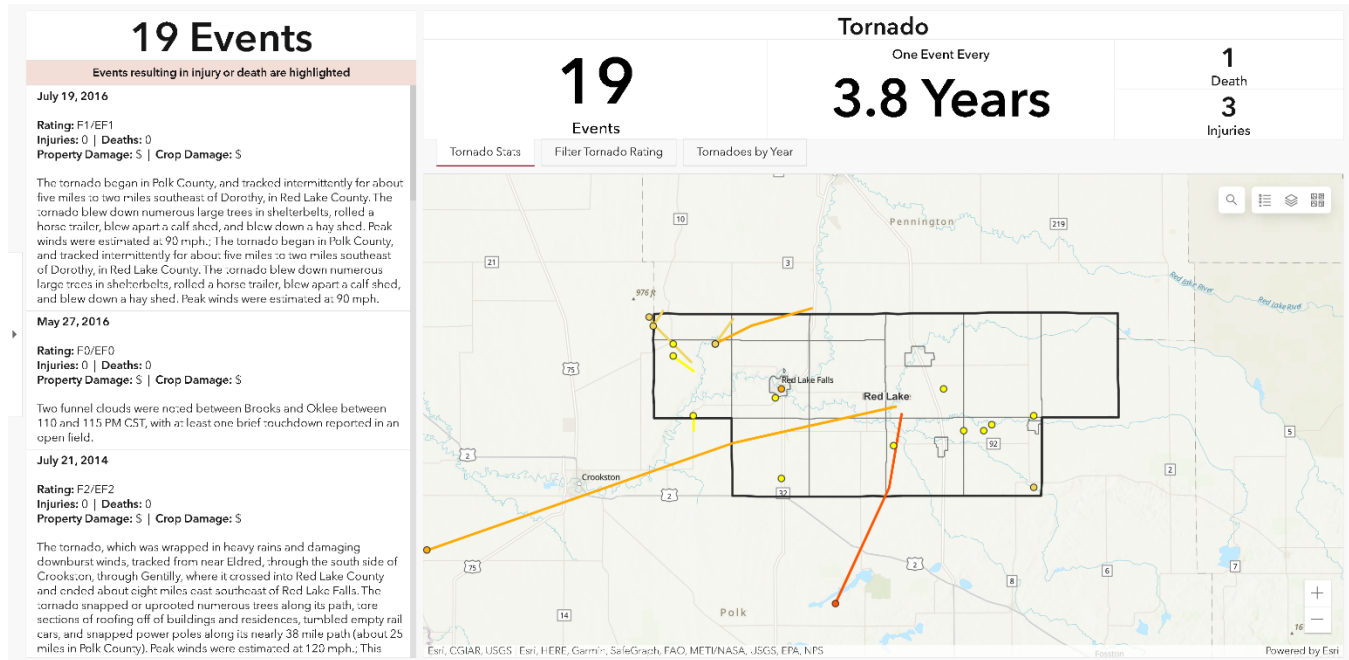 19 Events
Events resulting in injury or death are highlighted
July 19, 2016
Rating: F1/EF1
Injuries: 0 | Deaths: 0
Property Damage: $ | Crop Damage: $
The tornado began in Polk County, and tracked intermittently for about
five miles to two miles southeast of Dorothy, in Red Lake County. The
tornado blew down numerous large trees in shelterbelts, rolled a
horse trailer, blew apart a calf shed, and blew down a hay shed. Peak
winds were estimated at 90 mph.; The tornado began in Polk County,
and tracked intermittently for about five miles to two miles southeast
of Dorothy, in Red Lake County. The tornado blew down numerous
large trees in shelterbelts, rolled a horse trailer, blew apart a calf shed,
and blew down a hay shed. Peak winds were estimated at 90 mph.
May 27, 2016
Rating: F0/EF0
Injuries: 0 | Deaths: 0
Property Damage: $ | Crop Damage: $
Two funnel clouds were noted between Brooks and Oklee between
110 and 115 PM CST, with at least one brief touchdown reported in an
open field.
July 21, 2014
Rating: F2/EF2
Injuries: 0 | Deaths: 0
Property Damage: $ | Crop Damage: $
The tornado, which was wrapped in heavy rains and damaging
downburst winds, tracked from near Eldred, through the south side of
Crookston, through Gentilly, where it crossed into Red Lake County
and ended about eight miles east southeast of Red Lake Falls. The
tornado snapped or uprooted numerous trees along its path, tore
sections of roofing off of buildings and residences, tumbled empty rail
cars, and snapped power poles along its nearly 38 mile path (about 25
miles in Polk County). Peak winds were estimated at 120 mph.; This
Tornado
19
Events
One Event Every
3.8 Years
1
Death
3
Injuries
Tornado Stats
Filter Tornado Rating
Tornadoes by Year
10
Pennington
219
21
3
Red Lake River
Red Lake River
976 ft
75
Red Lake Falls
Red Lake
5
92
2
2
Crookston
2
32
75
2
7
6
8
14
Polk
16
Fosston
Esri, CGIAR, USGS | Esri, HERE, Garmin, SafeGraph, FAO, METI/NASA, USGS, EPA, NPS
Powered by Esri